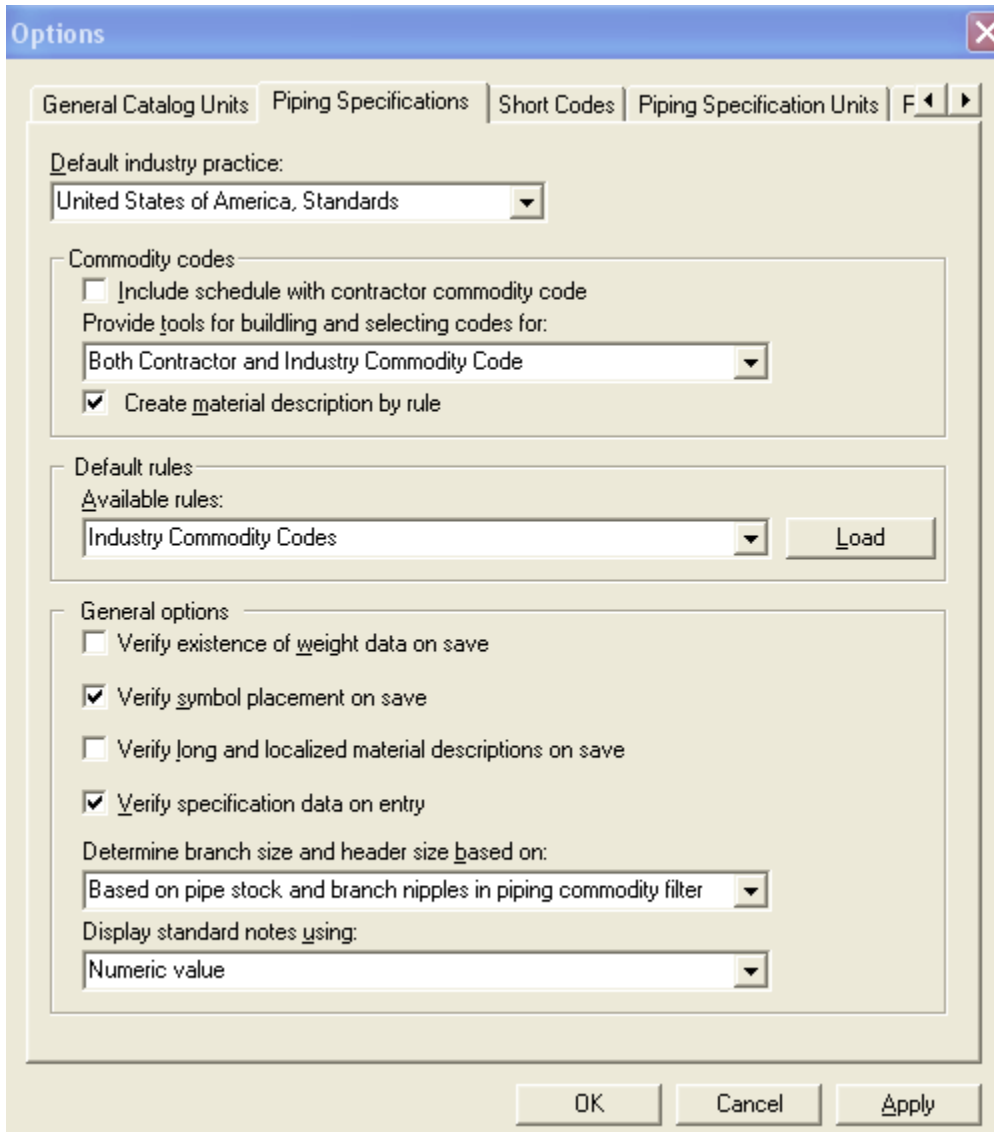 Options
General Catalog Units Piping Specifications Short Codes Piping Specification Units F
Default industry practice:
United States of America, Standards
Commodity codes
Include schedule with contractor commodity code
Provide tools for buildling and selecting codes for:
Both Contractor and Industry Commodity Code
Create material description by rule
Default rules
Available rules:
Industry Commodity Codes Load
General options
Verify existence of weight data on save
Verify symbol placement on save
Verify long and localized material descriptions on save
Verify specification data on entry
Determine branch size and header size based on:
Based on pipe stock and branch nipples in piping commodity filter
Display standard notes using:
Numeric value
OK Cancel Apply